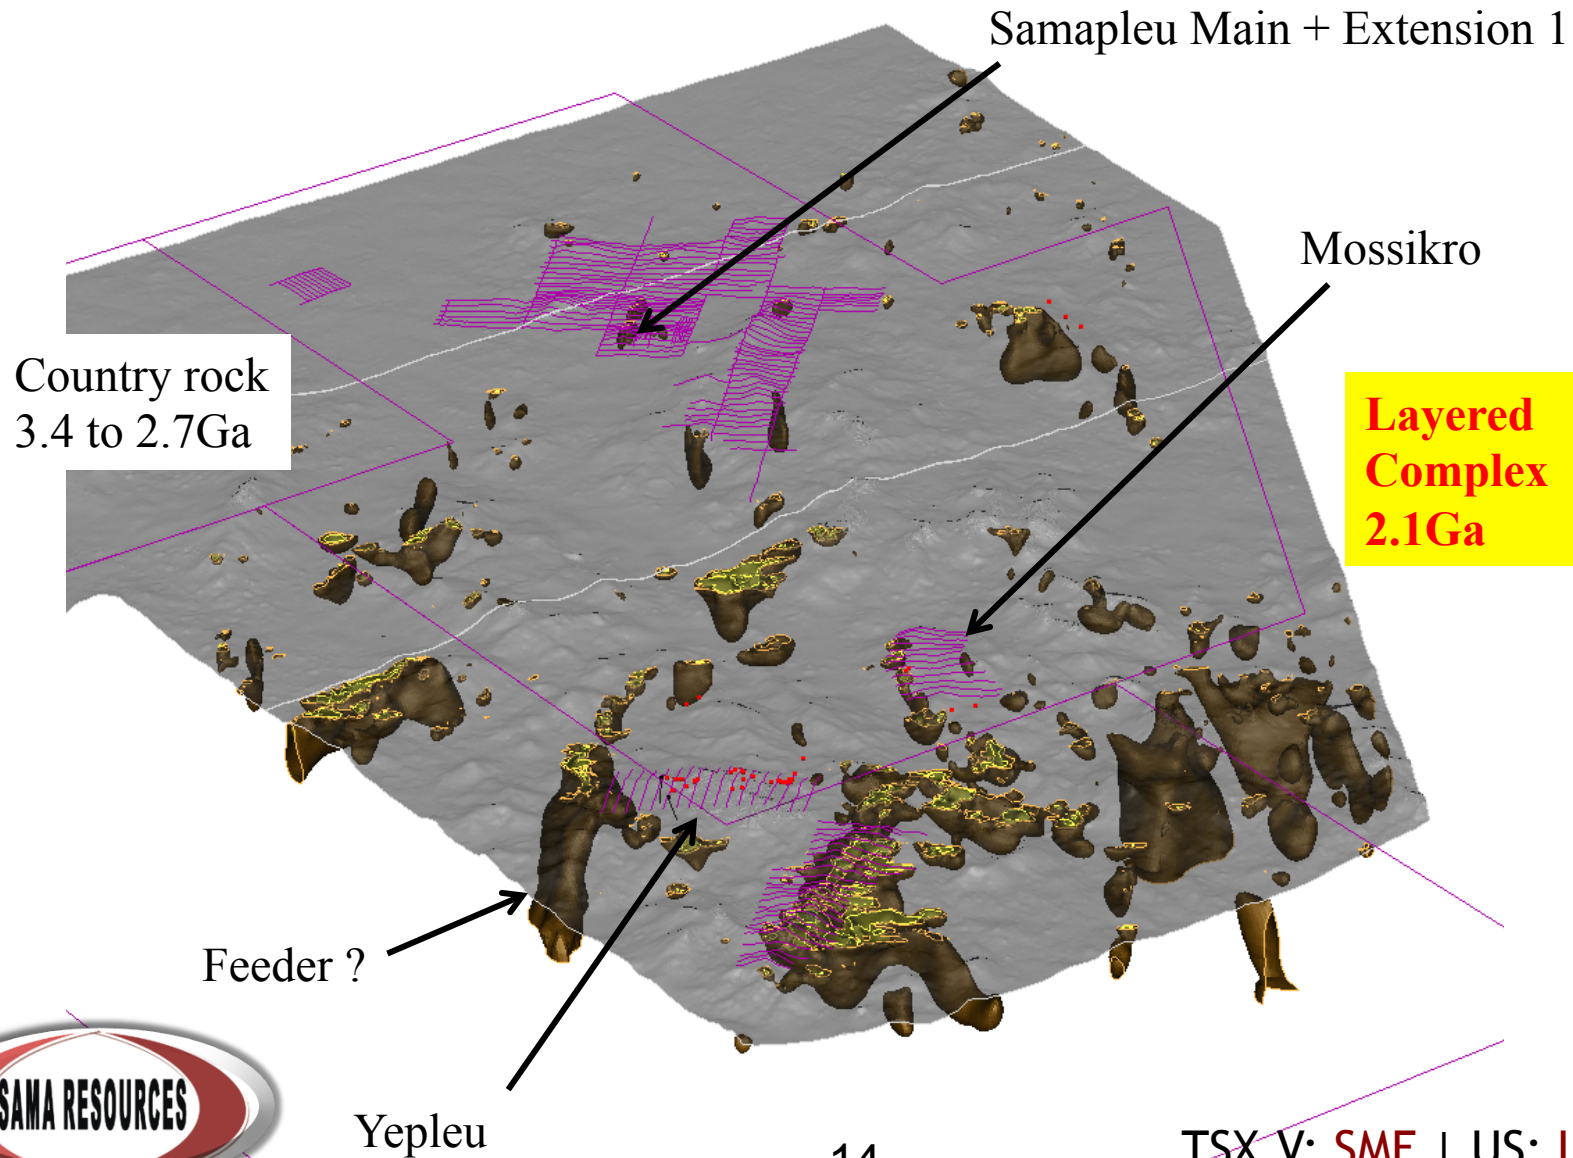 Samapleu Main + Extension 1
Mossikro
Country rock
3.4 to 2.7Ga
Layered
Complex
2.1Ga
Feeder ?
SAMA RESOURCES
Yepleu
14
TSX V: SME | US: